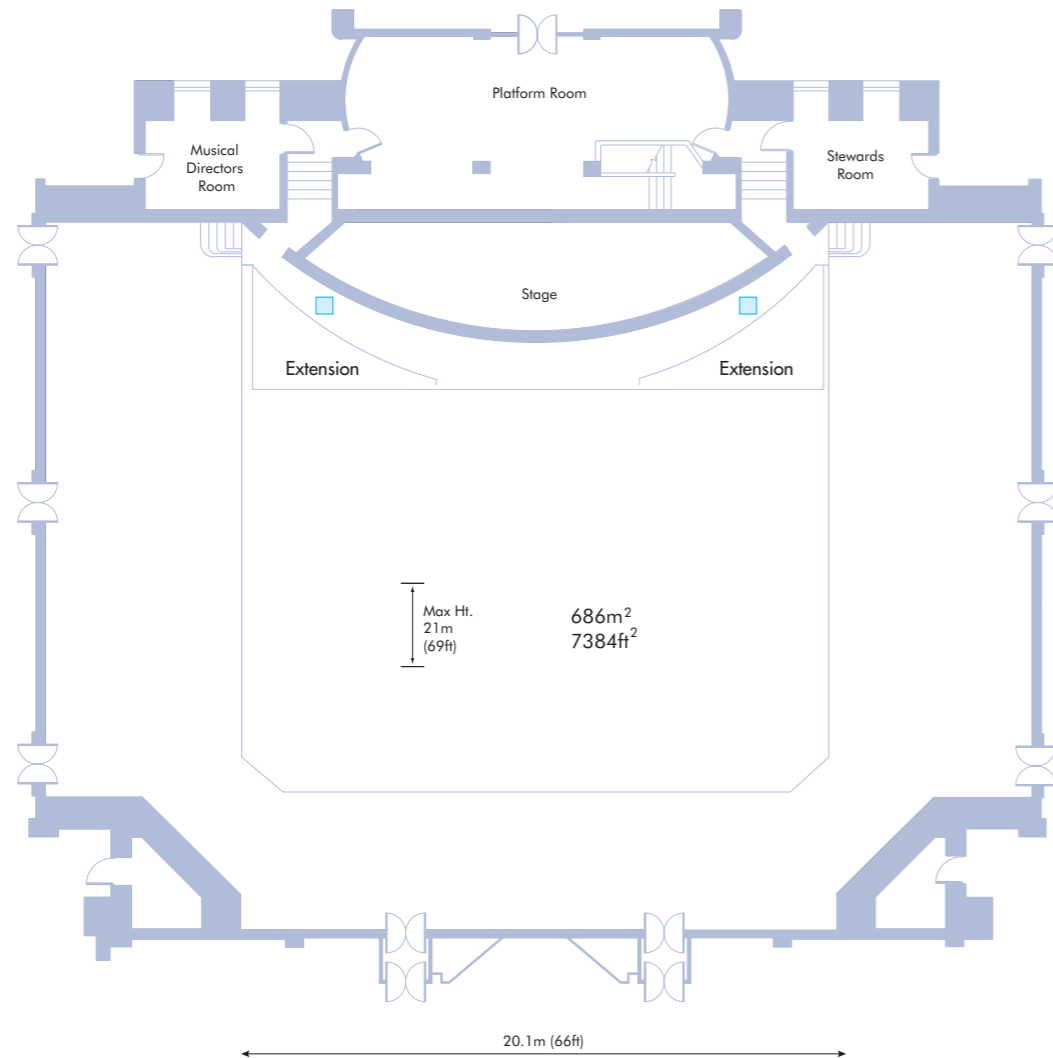 Platform Room
Musical
Directors
Room
Stewards
Room
Stage
Extension
Extension
Max Ht.
21m
(69ft)
686m²
7384ft²
20.1m (66ft)